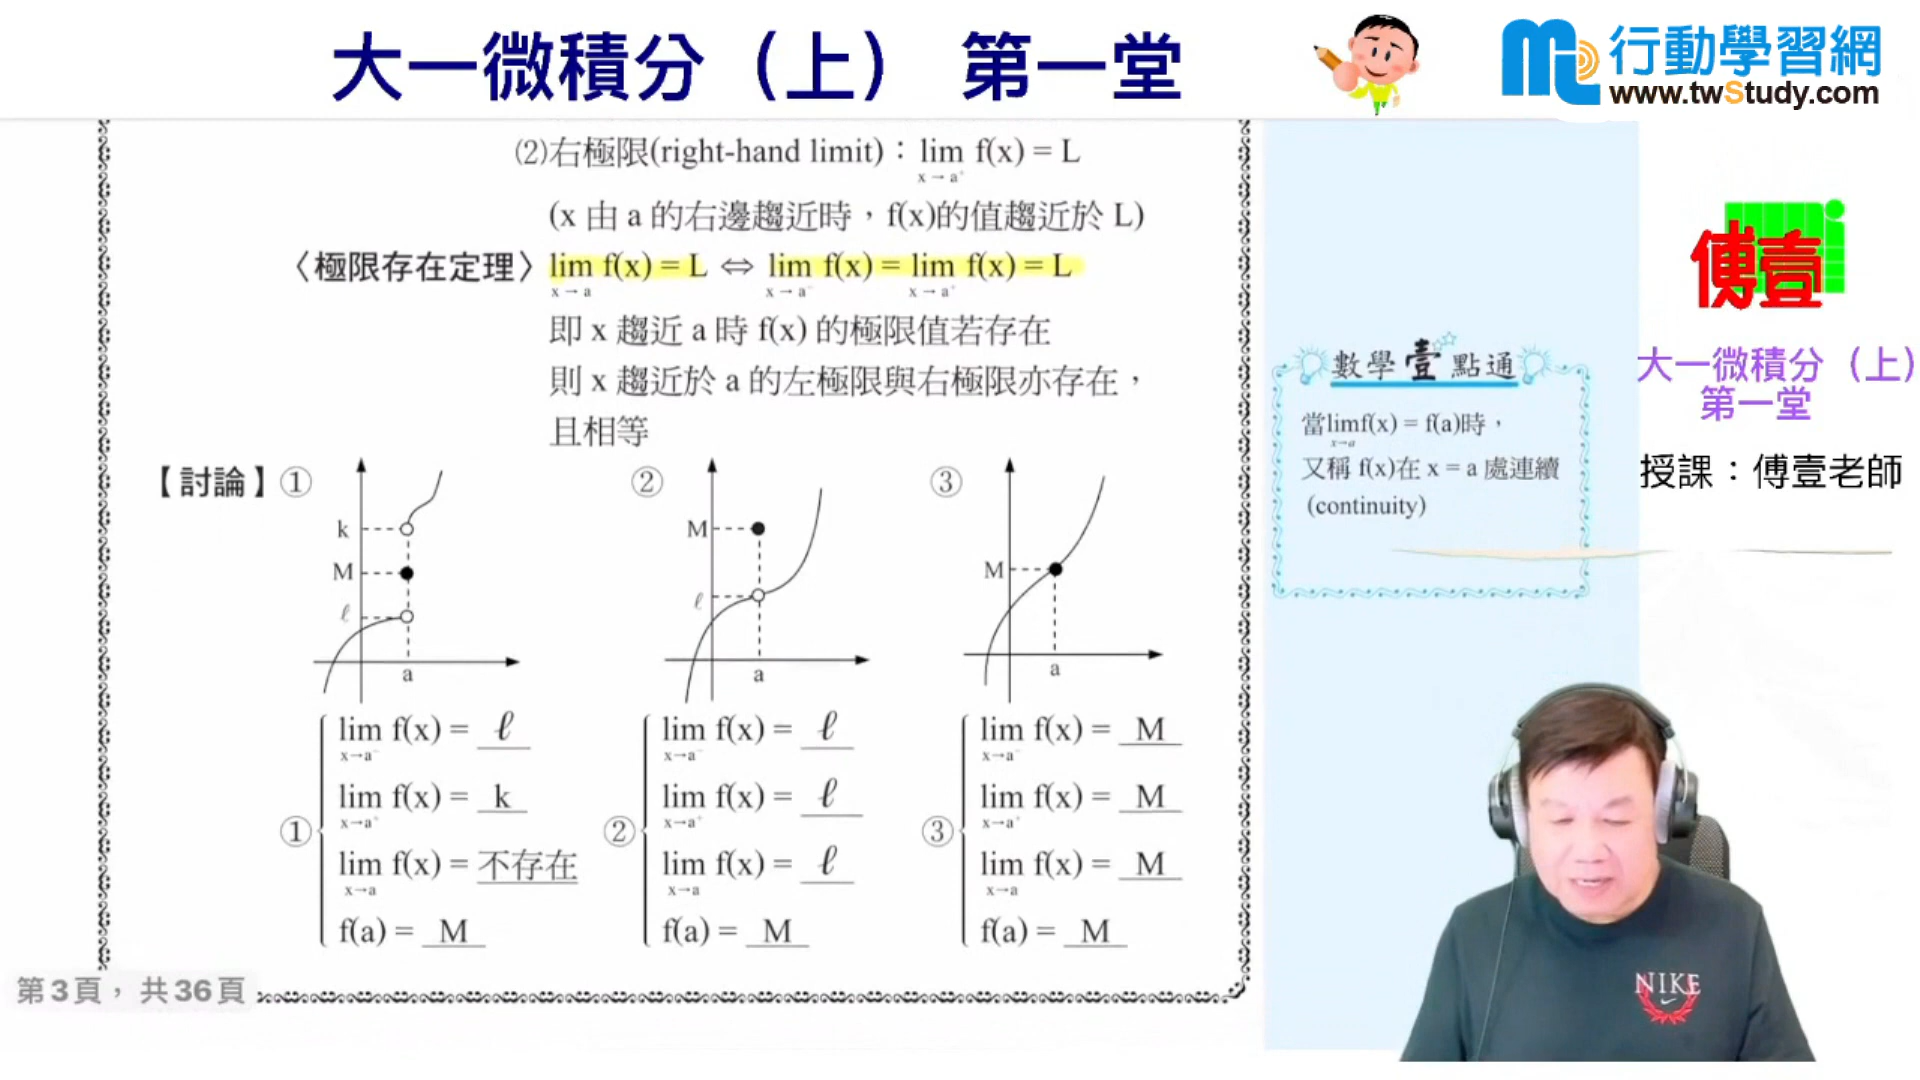 大一微積分（上） 第一堂
行動學習網
www.twStudy.com
⑵右極限(right-hand limit)：lim f(x) = L
x→a⁺
(x 由 a 的右邊趨近時，f(x)的值趨近於 L)
〈極限存在定理〉lim f(x) = L ⇔ lim f(x) = lim f(x) = L
x→a x→a⁻ x→a⁺
即 x 趨近 a 時 f(x) 的極限值若存在
則 x 趨近於 a 的左極限與右極限亦存在，
且相等
【討論】① ② ③
k
M
ℓ
a
M
ℓ
a
M
a
① lim f(x) = ℓ
x→a⁻
lim f(x) = k
x→a⁺
lim f(x) = 不存在
x→a
f(a) = M
② lim f(x) = ℓ
x→a⁻
lim f(x) = ℓ
x→a⁺
lim f(x) = ℓ
x→a
f(a) = M
③ lim f(x) = M
x→a⁻
lim f(x) = M
x→a⁺
lim f(x) = M
x→a
f(a) = M
第3頁， 共36頁
數學壹點通
當limf(x) = f(a)時，
x→a
又稱 f(x)在 x = a 處連續
(continuity)
傅壹
大一微積分（上）
第一堂
授課：傅壹老師
NIKE